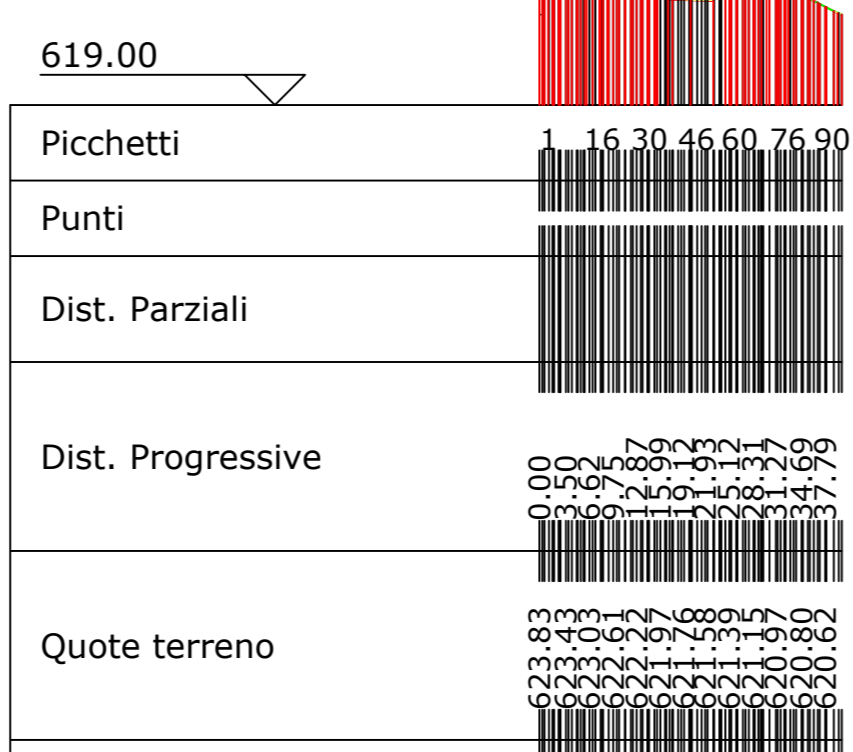 619.00
Picchetti 1 16 30 46 60 76 90
Punti
Dist. Parziali
Dist. Progressive 0.00 3.50 6.62 9.75 12.87 15.99 19.12 21.93 25.12 28.31 31.27 34.69 37.79
Quote terreno 623.83 623.43 623.03 622.61 622.22 621.97 621.76 621.58 621.39 621.15 620.97 620.80 620.62